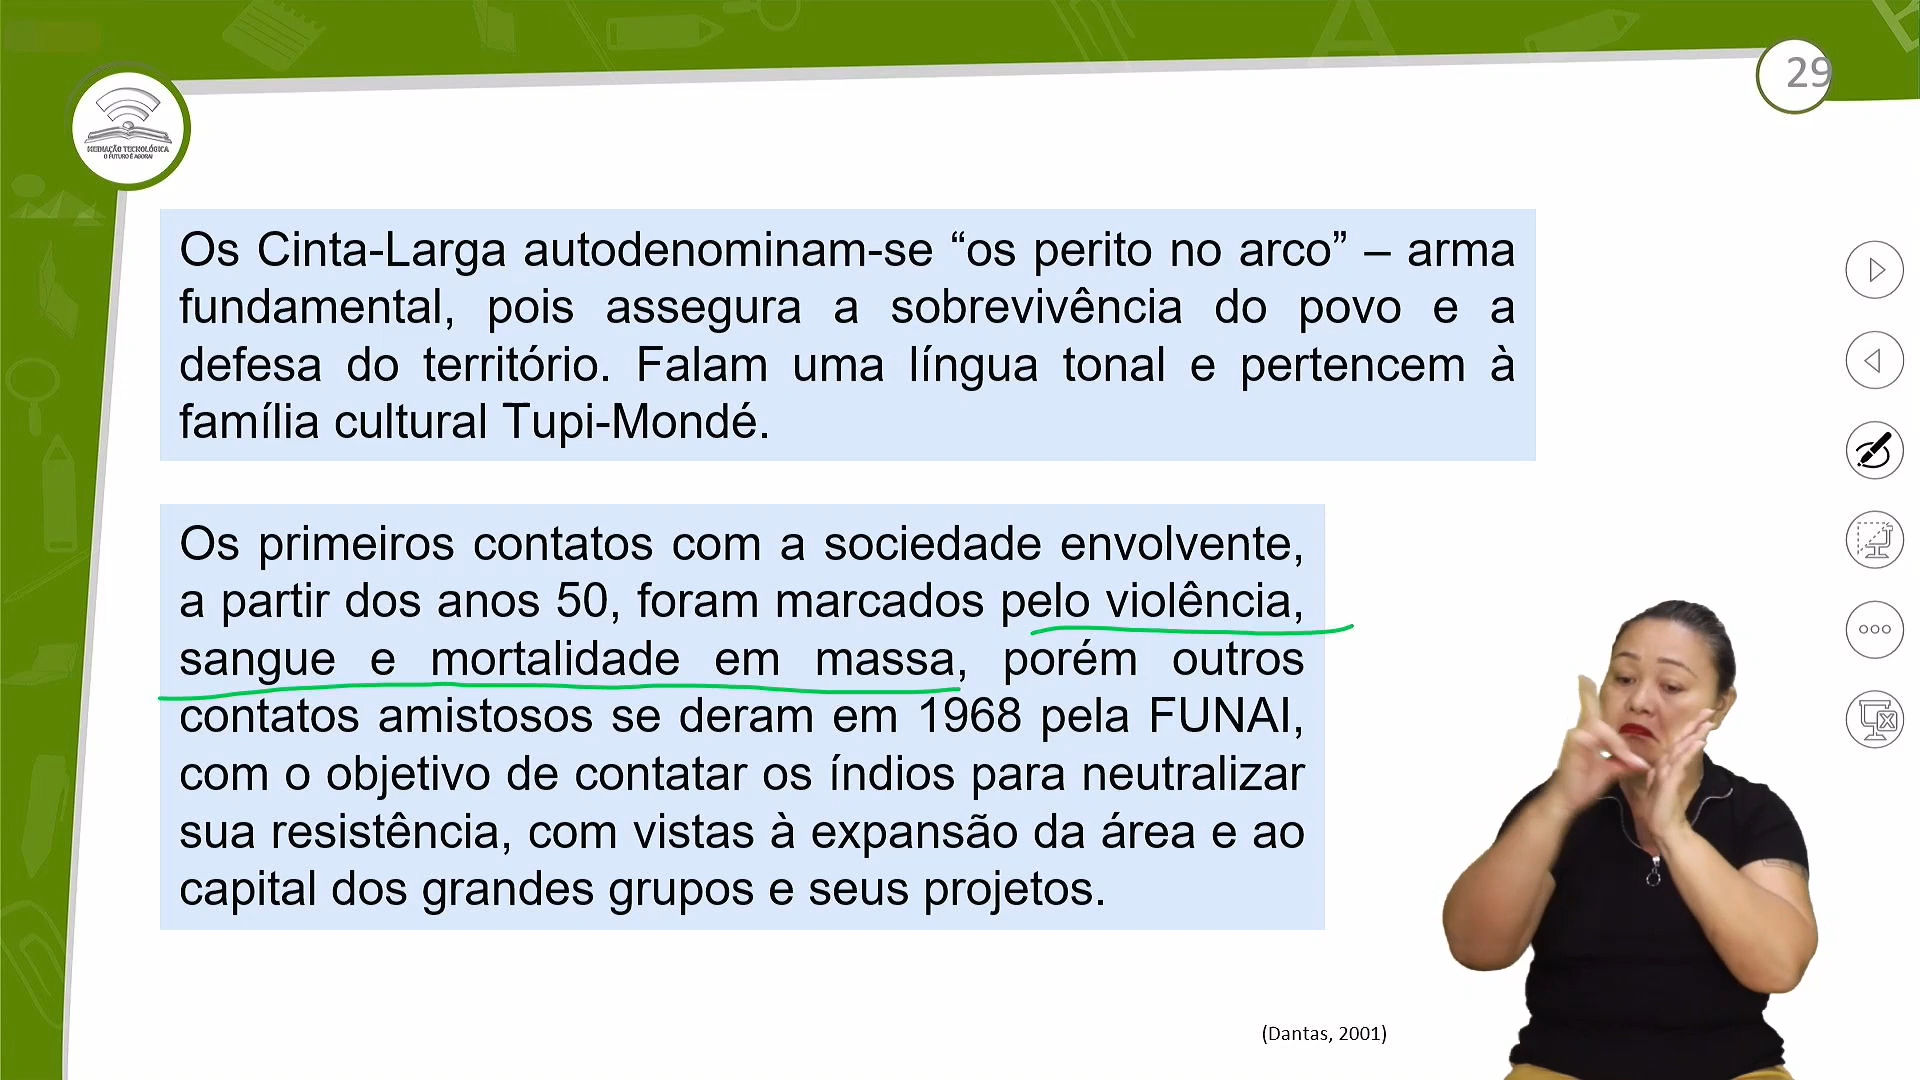 29
MEDIAÇÃO TECNOLÓGICA
O FUTURO É AGORA!
Os Cinta-Larga autodenominam-se “os perito no arco” – arma
fundamental, pois assegura a sobrevivência do povo e a
defesa do território. Falam uma língua tonal e pertencem à
família cultural Tupi-Mondé.
Os primeiros contatos com a sociedade envolvente,
a partir dos anos 50, foram marcados pelo violência,
sangue e mortalidade em massa, porém outros
contatos amistosos se deram em 1968 pela FUNAI,
com o objetivo de contatar os índios para neutralizar
sua resistência, com vistas à expansão da área e ao
capital dos grandes grupos e seus projetos.
(Dantas, 2001)